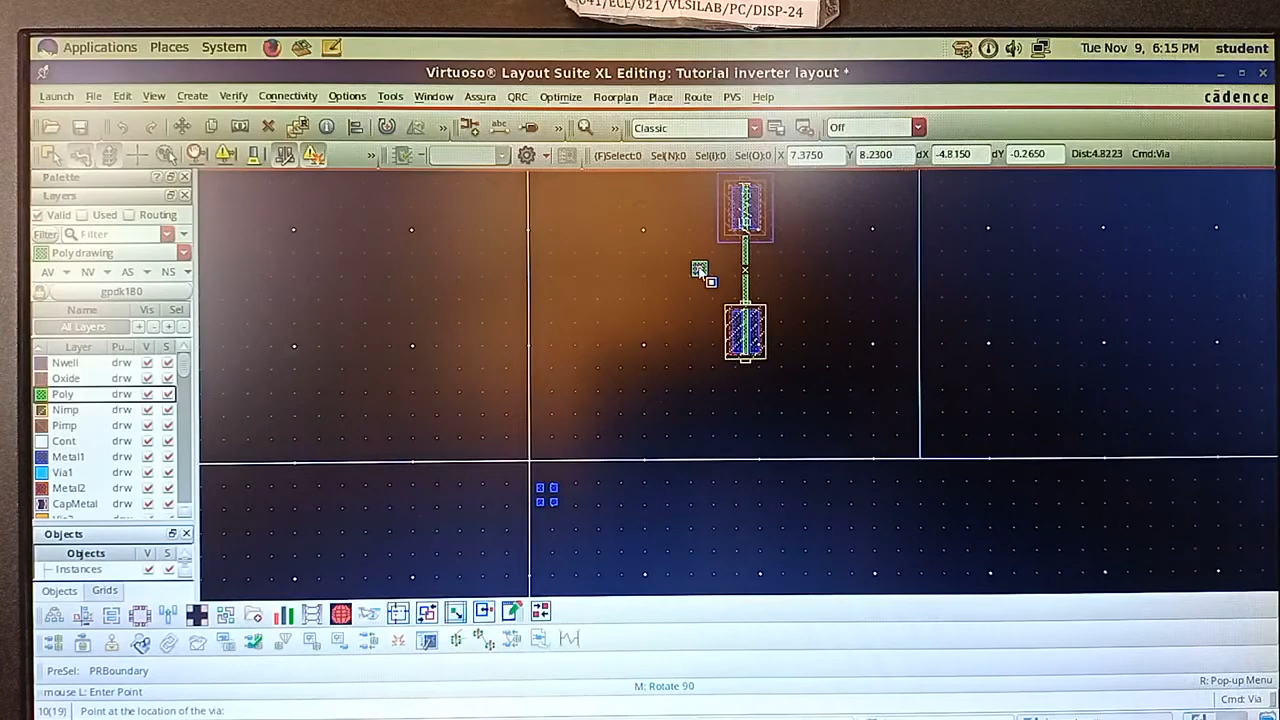 041/ECE/021/VLSILAB/PC/DISP-24
Applications Places System Tue Nov 9, 6:15 PM student
Virtuoso® Layout Suite XL Editing: Tutorial inverter layout *
Launch File Edit View Create Verify Connectivity Options Tools Window Assura QRC Optimize Floorplan Place Route PVS Help cādence
abc » » » Classic Off
» (F)Select:0 Sel(N):0 Sel(I):0 Sel(O):0 X 7.3750 Y 8.2300 dX -4.8150 dY -0.2650 Dist:4.8223 Cmd:Via
Palette
Layers
Valid Used Routing
Filter Filter
Poly drawing
AV NV AS NS
gpdk180
Name Vis Sel
All Layers + - + -
Layer Pu... V S
Nwell drw
Oxide drw
Poly drw
Nimp drw
Pimp drw
Cont drw
Metal1 drw
Via1 drw
Metal2 drw
CapMetal drw
Objects
Objects V S
Instances
Objects Grids
PreSel: PRBoundary
mouse L: Enter Point M: Rotate 90 R: Pop-up Menu
10(19) Point at the location of the via: Cmd: Via